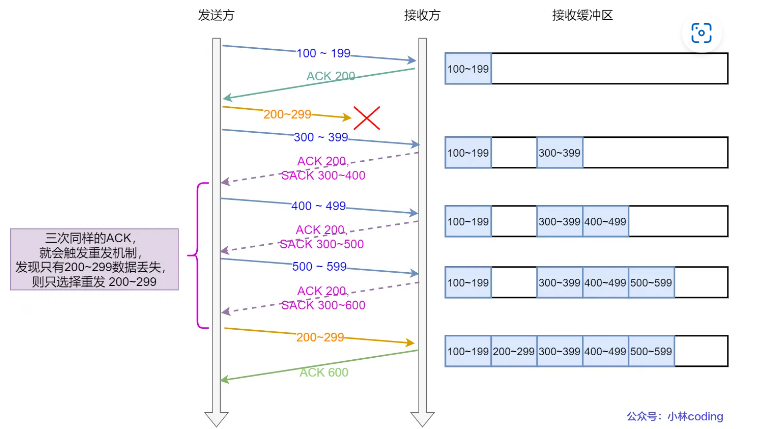 发送方
接收方
接收缓冲区
100 ~ 199
100~199
ACK 200
200~299
300 ~ 399
100~199
300~399
ACK 200,
SACK 300~400
400 ~ 499
100~199
300~399
400~499
ACK 200,
SACK 300~500
三次同样的ACK，
就会触发重发机制，
发现只有200~299数据丢失，
则只选择重发 200~299
500 ~ 599
100~199
300~399
400~499
500~599
ACK 200,
SACK 300~600
200~299
100~199
200~299
300~399
400~499
500~599
ACK 600
公众号：小林coding